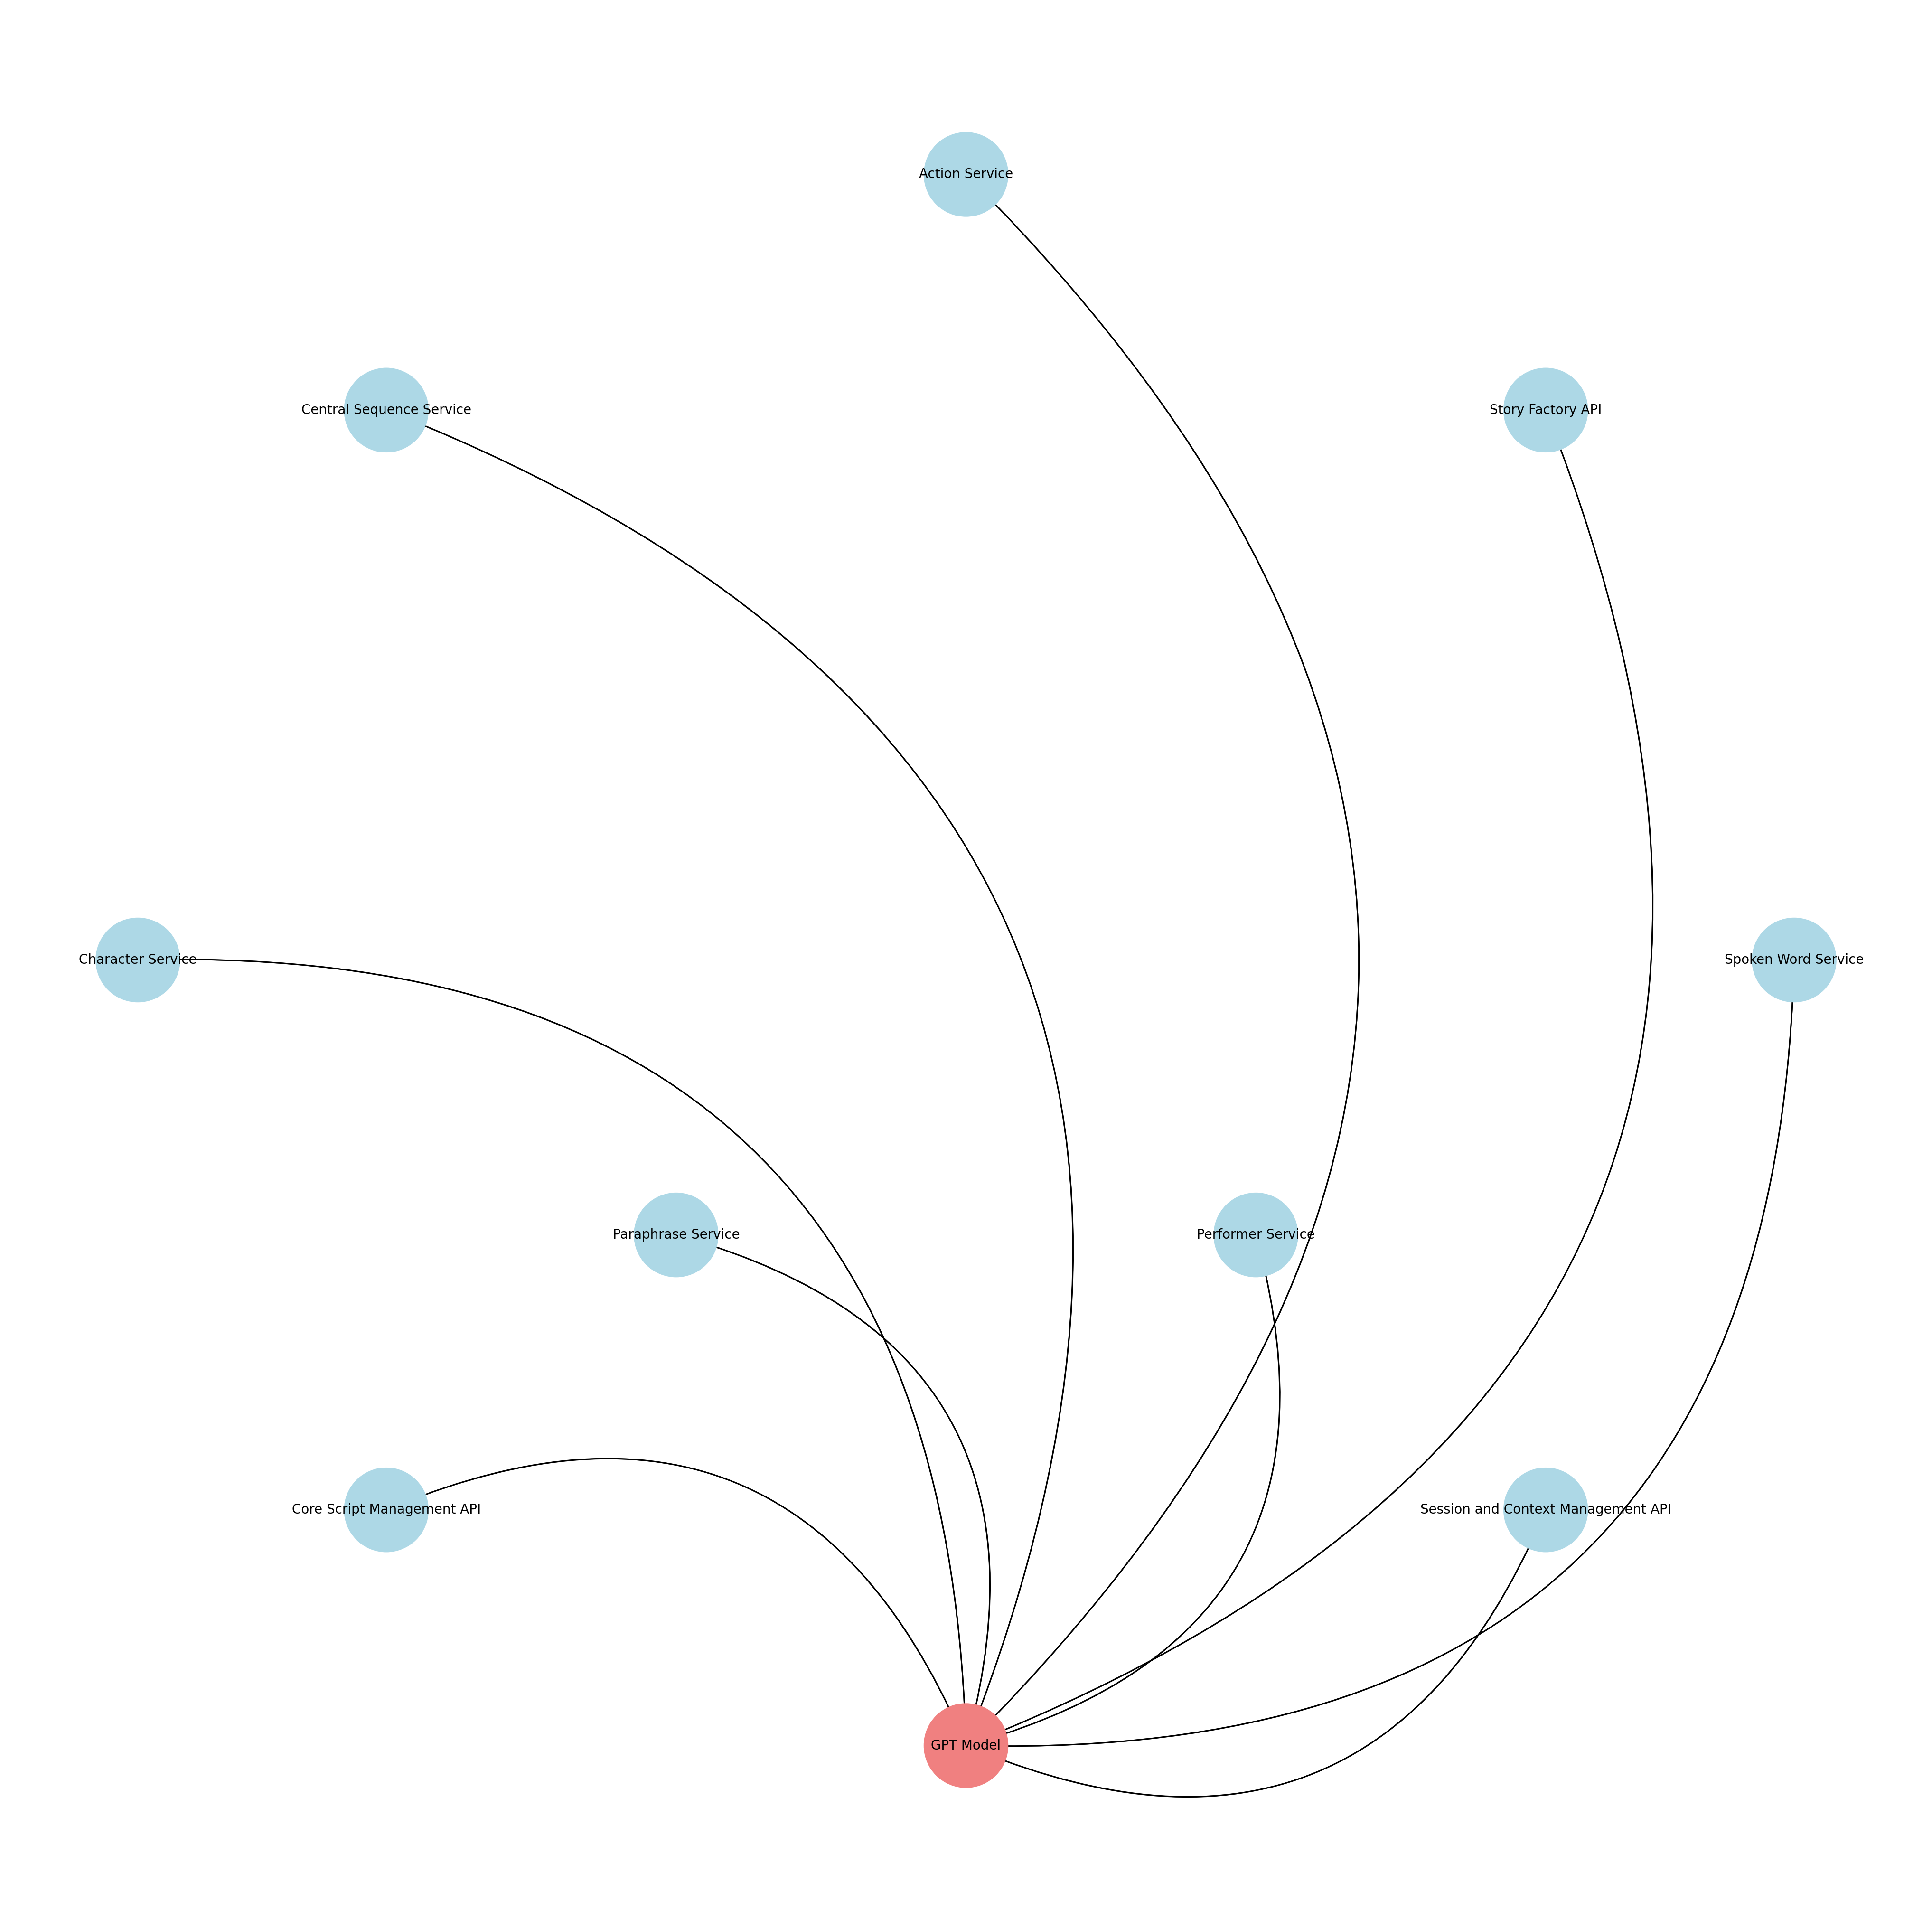 Action Service
Central Sequence Service
Story Factory API
Character Service
Spoken Word Service
Paraphrase Service
Performer Service
Core Script Management API
Session and Context Management API
GPT Model